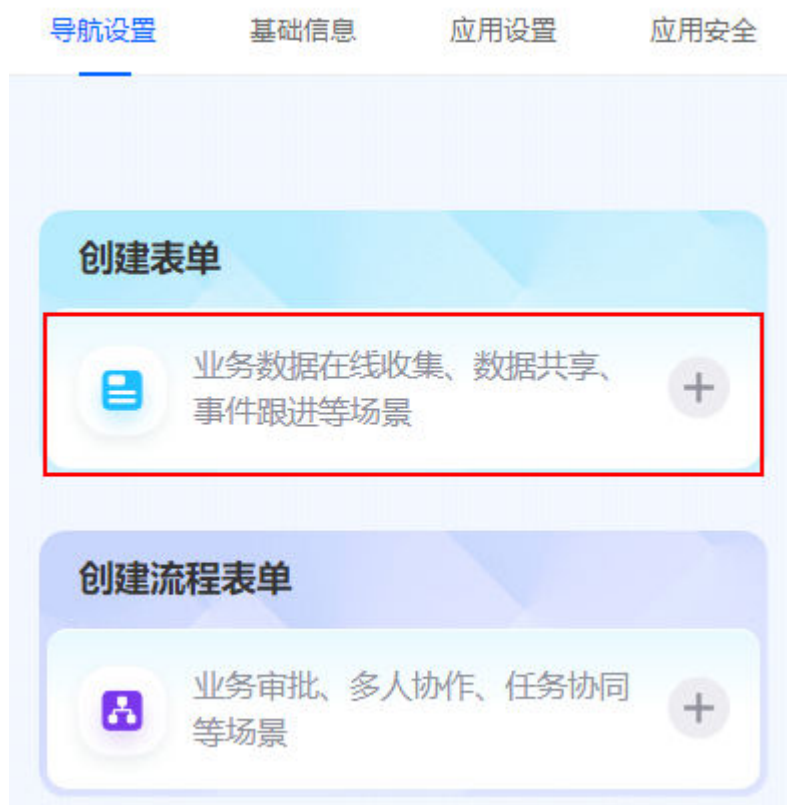 导航设置 基础信息 应用设置 应用安全
创建表单
业务数据在线收集、数据共享、
事件跟进等场景
创建流程表单
业务审批、多人协作、任务协同
等场景